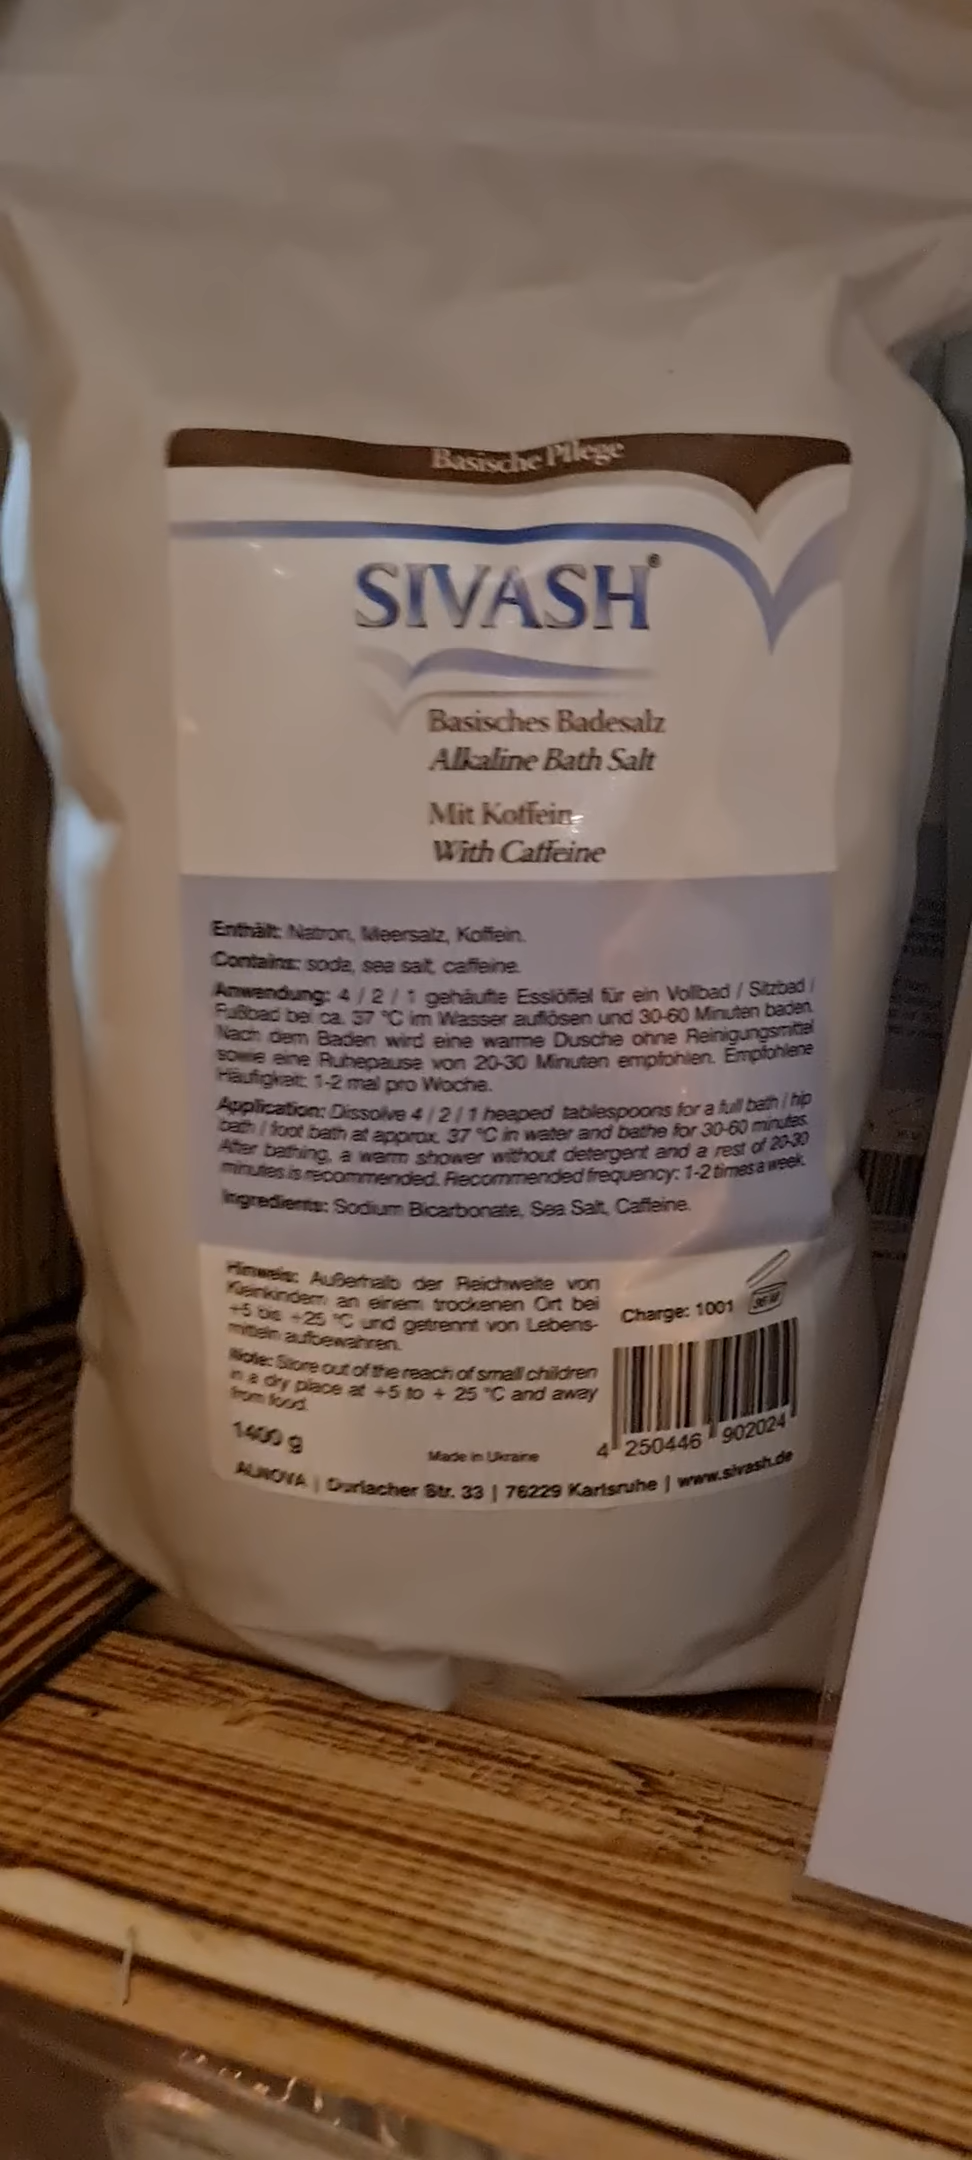 Basische Pflege
SIVASH®
Basisches Badesalz
Alkaline Bath Salt
Mit Koffein
With Caffeine
Enthält: Natron, Meersalz, Koffein.
Contains: soda, sea salt, caffeine.
Anwendung: 4 / 2 / 1 gehäufte Esslöffel für ein Vollbad / Sitzbad /
Fußbad bei ca. 37 °C im Wasser auflösen und 30-60 Minuten baden.
Nach dem Baden wird eine warme Dusche ohne Reinigungsmittel
sowie eine Ruhepause von 20-30 Minuten empfohlen. Empfohlene
Häufigkeit: 1-2 mal pro Woche.
Application: Dissolve 4 / 2 / 1 heaped tablespoons for a full bath / hip
bath / foot bath at approx. 37 °C in water and bathe for 30-60 minutes.
After bathing, a warm shower without detergent and a rest of 20-30
minutes is recommended. Recommended frequency: 1-2 times a week.
Ingredients: Sodium Bicarbonate, Sea Salt, Caffeine.
Hinweis: Außerhalb der Reichweite von
Kleinkindern an einem trockenen Ort bei
+5 bis +25 °C und getrennt von Lebens-
mitteln aufbewahren.
Note: Store out of the reach of small children
in a dry place at +5 to + 25 °C and away
from food.
Charge: 1001
36 M
1400 g
Made in Ukraine
4 250446 902024
ALNOVA | Durlacher Str. 33 | 76229 Karlsruhe | www.sivash.de